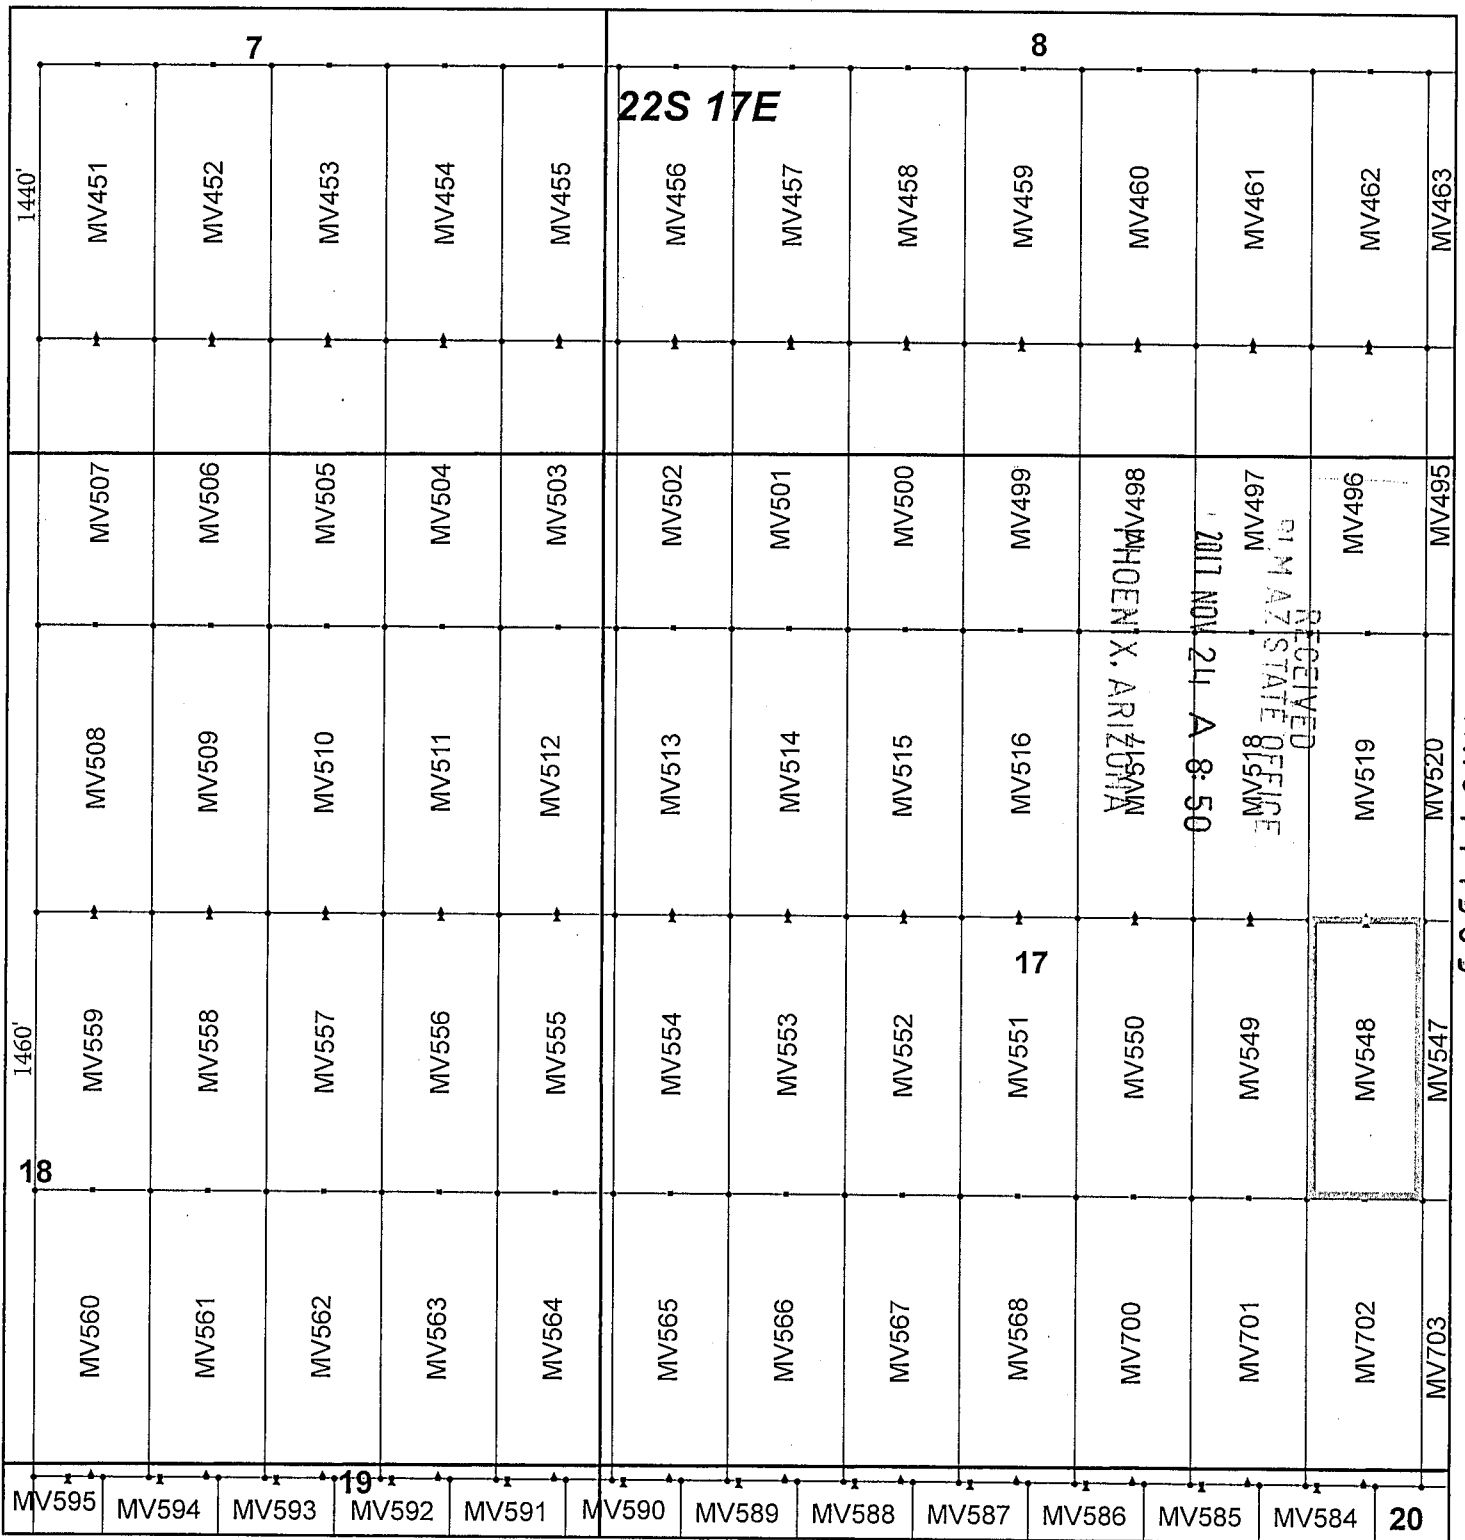 7 8
22S 17E
1440'
MV451 MV452 MV453 MV454 MV455 MV456 MV457 MV458 MV459 MV460 MV461 MV462 MV463
MV507 MV506 MV505 MV504 MV503 MV502 MV501 MV500 MV499 MV498 MV497 MV496 MV495
RECEIVED
AZ STATE OFFICE
2017 NOV 24 A 8:50
PHOENIX, ARIZONA
MV508 MV509 MV510 MV511 MV512 MV513 MV514 MV515 MV516 MV517 MV518 MV519 MV520
17
1460'
MV559 MV558 MV557 MV556 MV555 MV554 MV553 MV552 MV551 MV550 MV549 MV548 MV547
18
MV560 MV561 MV562 MV563 MV564 MV565 MV566 MV567 MV568 MV700 MV701 MV702 MV703
19
MV595 MV594 MV593 MV592 MV591 MV590 MV589 MV588 MV587 MV586 MV585 MV584 20